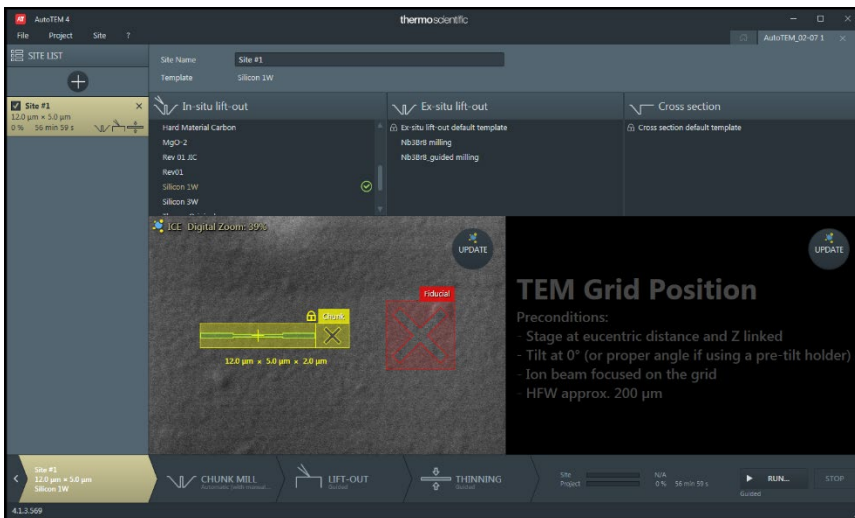 AutoTEM 4
thermoscientific
File Project Site ?
AutoTEM_02-07 1
SITE LIST
Site Name Site #1
Template Silicon 1W
Site #1
12.0 µm × 5.0 µm
0 % 56 min 59 s
In-situ lift-out
Hard Material Carbon
MgO-2
Rev 01 JIC
Rev01
Silicon 1W
Silicon 3W
Ex-situ lift-out
Ex-situ lift-out default template
Nb3Br8 milling
Nb3Br8_guided milling
Cross section
Cross section default template
ICE Digital Zoom: 39%
UPDATE
Chunk
Fiducial
12.0 µm × 5.0 µm × 2.0 µm
UPDATE
TEM Grid Position
Preconditions:
- Stage at eucentric distance and Z linked
- Tilt at 0° (or proper angle if using a pre-tilt holder)
- Ion beam focused on the grid
- HFW approx. 200 µm
Site #1
12.0 µm × 5.0 µm
Silicon 1W
CHUNK MILL
Automatic (with manual...
LIFT-OUT
Guided
THINNING
Guided
Site N/A
Project 0 % 56 min 59 s
RUN...
Guided
STOP
4.1.3.569